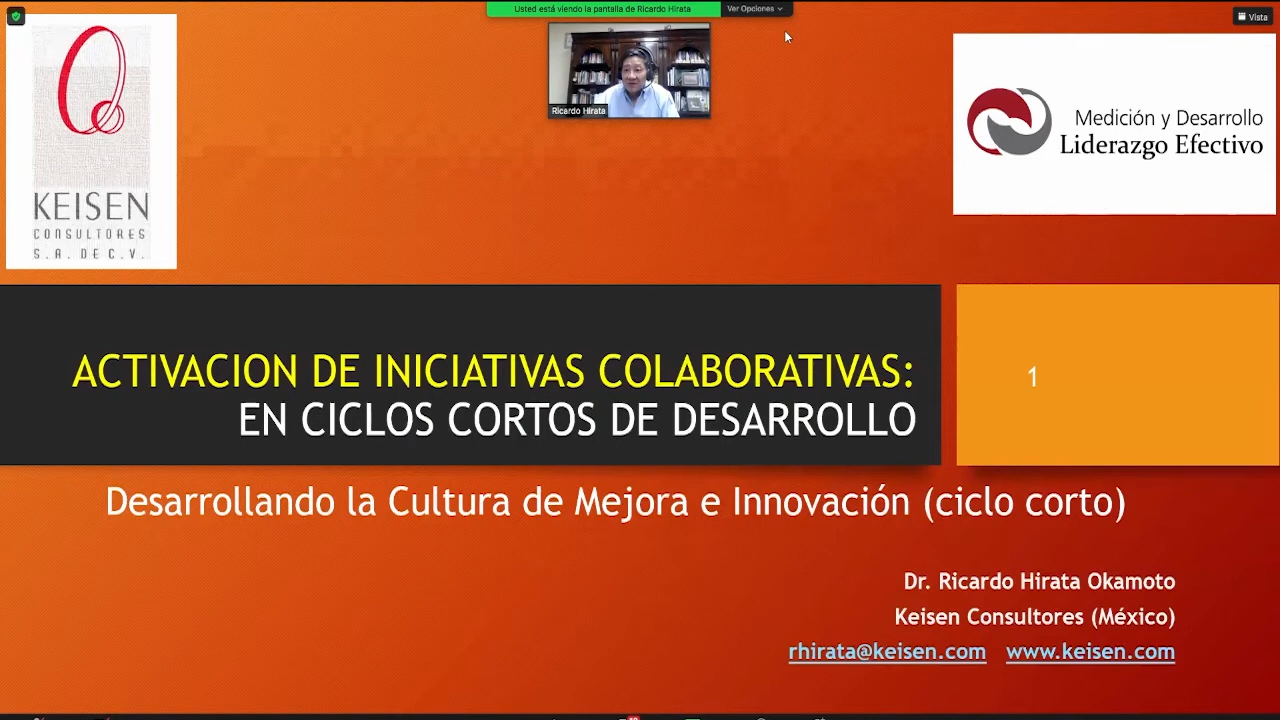 Usted está viendo la pantalla de Ricardo Hirata
Ver Opciones
Vista
Ricardo Hirata
KEISEN
CONSULTORES
S.A. DE C.V.
Medición y Desarrollo
Liderazgo Efectivo
ACTIVACION DE INICIATIVAS COLABORATIVAS:
EN CICLOS CORTOS DE DESARROLLO
1
Desarrollando la Cultura de Mejora e Innovación (ciclo corto)
Dr. Ricardo Hirata Okamoto
Keisen Consultores (México)
rhirata@keisen.com www.keisen.com